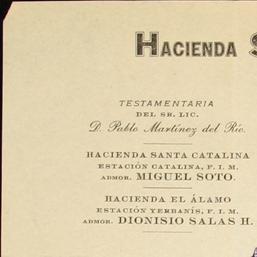 HACIENDA S
TESTAMENTARIA
DEL SR. LIC.
D. Pablo Martínez del Río.
HACIENDA SANTA CATALINA
ESTACIÓN CATALINA, F. I. M.
ADMOR. MIGUEL SOTO.
HACIENDA EL ÁLAMO
ESTACIÓN YERBANÍS, F. I. M.
ADMOR. DIONISIO SALAS H.